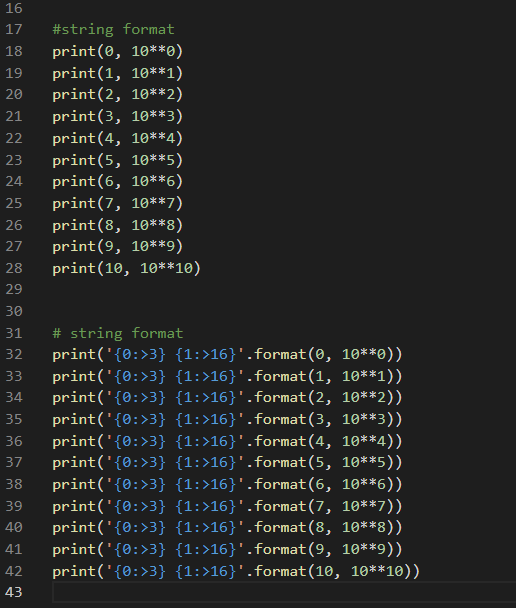 16
17 #string format
18 print(0, 10**0)
19 print(1, 10**1)
20 print(2, 10**2)
21 print(3, 10**3)
22 print(4, 10**4)
23 print(5, 10**5)
24 print(6, 10**6)
25 print(7, 10**7)
26 print(8, 10**8)
27 print(9, 10**9)
28 print(10, 10**10)
29
30
31 # string format
32 print('{0:>3} {1:>16}'.format(0, 10**0))
33 print('{0:>3} {1:>16}'.format(1, 10**1))
34 print('{0:>3} {1:>16}'.format(2, 10**2))
35 print('{0:>3} {1:>16}'.format(3, 10**3))
36 print('{0:>3} {1:>16}'.format(4, 10**4))
37 print('{0:>3} {1:>16}'.format(5, 10**5))
38 print('{0:>3} {1:>16}'.format(6, 10**6))
39 print('{0:>3} {1:>16}'.format(7, 10**7))
40 print('{0:>3} {1:>16}'.format(8, 10**8))
41 print('{0:>3} {1:>16}'.format(9, 10**9))
42 print('{0:>3} {1:>16}'.format(10, 10**10))
43